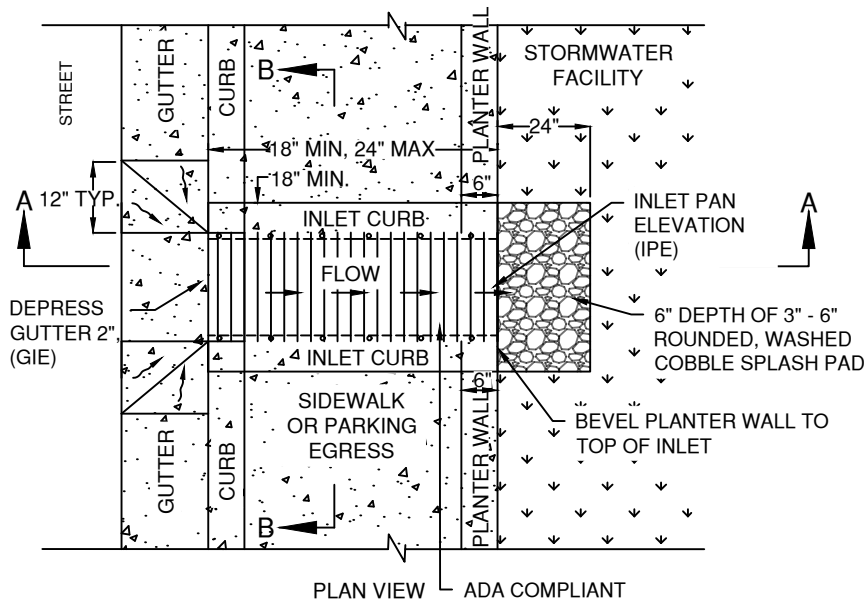 STREET
GUTTER
CURB
B
PLANTER WALL
STORMWATER
FACILITY
24"
18" MIN, 24" MAX
18" MIN.
6"
12" TYP.
A
A
INLET CURB
INLET PAN
ELEVATION
(IPE)
FLOW
DEPRESS
GUTTER 2",
(GIE)
6" DEPTH OF 3" - 6"
ROUNDED, WASHED
COBBLE SPLASH PAD
INLET CURB
6"
SIDEWALK
OR PARKING
EGRESS
BEVEL PLANTER WALL TO
TOP OF INLET
GUTTER
CURB
PLANTER WALL
B
PLAN VIEW
ADA COMPLIANT